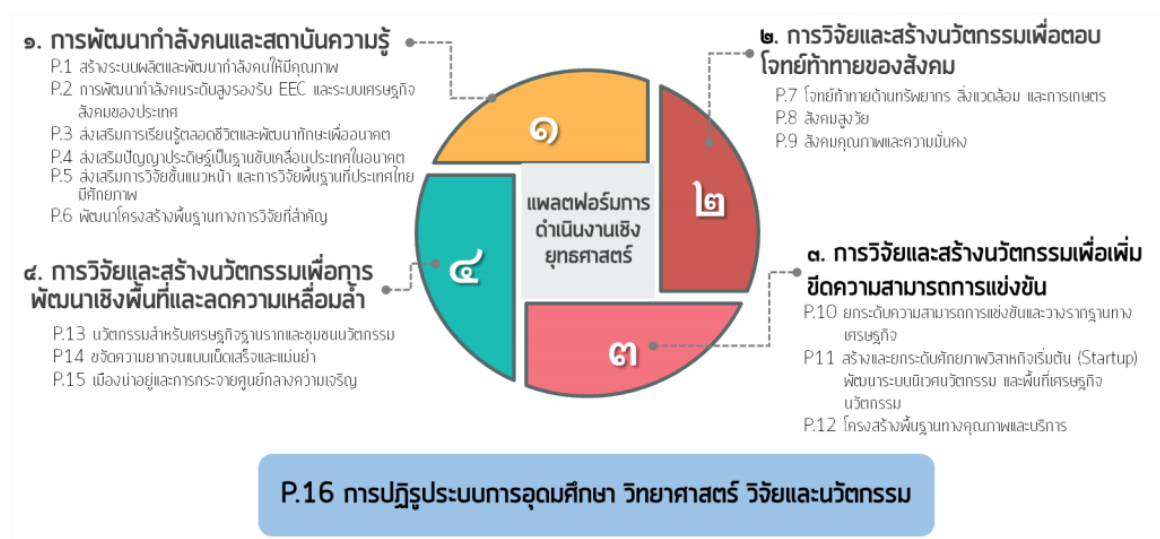 ๑. การพัฒนากำลังคนและสถาบันความรู้
P.1 สร้างระบบผลิตและพัฒนากำลังคนให้มีคุณภาพ
P.2 การพัฒนากำลังคนระดับสูงรองรับ EEC และระบบเศรษฐกิจ
สังคมของประเทศ
P.3 ส่งเสริมการเรียนรู้ตลอดชีวิตและพัฒนาทักษะเพื่ออนาคต
P.4 ส่งเสริมปัญญาประดิษฐ์เป็นฐานขับเคลื่อนประเทศในอนาคต
P.5 ส่งเสริมการวิจัยขั้นแนวหน้า และการวิจัยพื้นฐานที่ประเทศไทย
มีศักยภาพ
P.6 พัฒนาโครงสร้างพื้นฐานทางการวิจัยที่สำคัญ
๒. การวิจัยและสร้างนวัตกรรมเพื่อตอบ
โจทย์ท้าทายของสังคม
P.7 โจทย์ท้าทายด้านทรัพยากร สิ่งแวดล้อม และการเกษตร
P.8 สังคมสูงวัย
P.9 สังคมคุณภาพและความมั่นคง
๑
๒
แพลตฟอร์มการ
ดำเนินงานเชิง
ยุทธศาสตร์
๔
๓
๓. การวิจัยและสร้างนวัตกรรมเพื่อเพิ่ม
ขีดความสามารถการแข่งขัน
P.10 ยกระดับความสามารถการแข่งขันและวางรากฐานทาง
เศรษฐกิจ
P11 สร้างและยกระดับศักยภาพวิสาหกิจเริ่มต้น (Startup)
พัฒนาระบบนิเวศนวัตกรรม และพื้นที่เศรษฐกิจ
นวัตกรรม
P.12 โครงสร้างพื้นฐานทางคุณภาพและบริการ
๔. การวิจัยและสร้างนวัตกรรมเพื่อการ
พัฒนาเชิงพื้นที่และลดความเหลื่อมล้ำ
P.13 นวัตกรรมสำหรับเศรษฐกิจฐานรากและชุมชนนวัตกรรม
P14 ขจัดความยากจนแบบเบ็ดเสร็จและแม่นยำ
P.15 เมืองน่าอยู่และการกระจายศูนย์กลางความเจริญ
P.16 การปฏิรูประบบการอุดมศึกษา วิทยาศาสตร์ วิจัยและนวัตกรรม